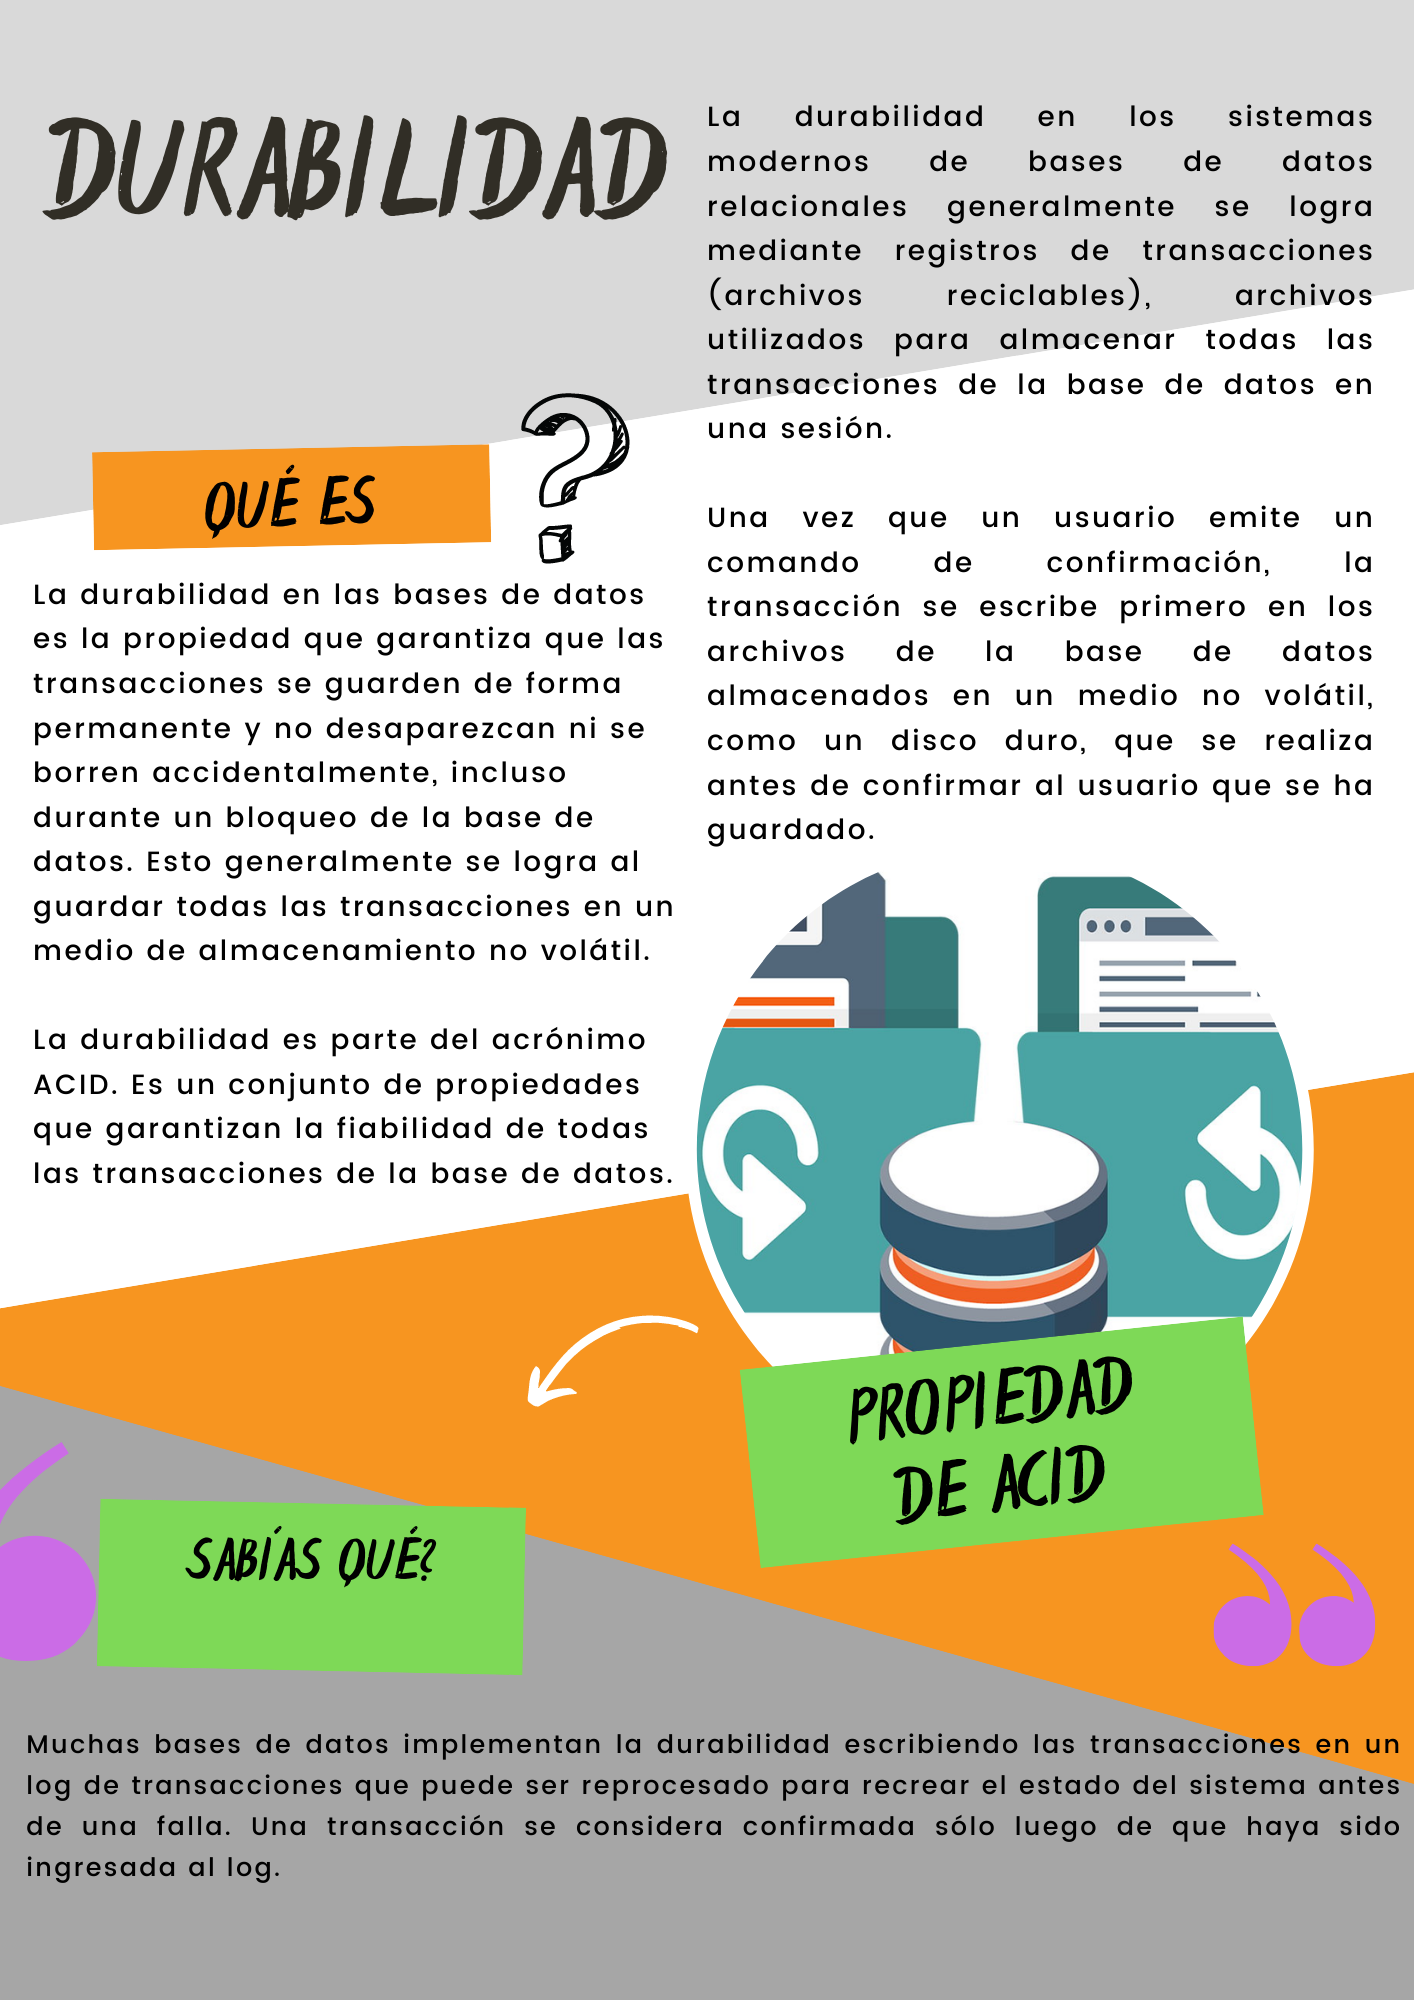 DURABILIDAD
QUÉ ES
La durabilidad en las bases de datos
es la propiedad que garantiza que las
transacciones se guarden de forma
permanente y no desaparezcan ni se
borren accidentalmente, incluso
durante un bloqueo de la base de
datos. Esto generalmente se logra al
guardar todas las transacciones en un
medio de almacenamiento no volátil.
La durabilidad es parte del acrónimo
ACID. Es un conjunto de propiedades
que garantizan la fiabilidad de todas
las transacciones de la base de datos.
La durabilidad en los sistemas
modernos de bases de datos
relacionales generalmente se logra
mediante registros de transacciones
(archivos reciclables), archivos
utilizados para almacenar todas las
transacciones de la base de datos en
una sesión.
Una vez que un usuario emite un
comando de confirmación, la
transacción se escribe primero en los
archivos de la base de datos
almacenados en un medio no volátil,
como un disco duro, que se realiza
antes de confirmar al usuario que se ha
guardado.
PROPIEDAD
DE ACID
SABÍAS QUÉ?
Muchas bases de datos implementan la durabilidad escribiendo las transacciones en un
log de transacciones que puede ser reprocesado para recrear el estado del sistema antes
de una falla. Una transacción se considera confirmada sólo luego de que haya sido
ingresada al log.